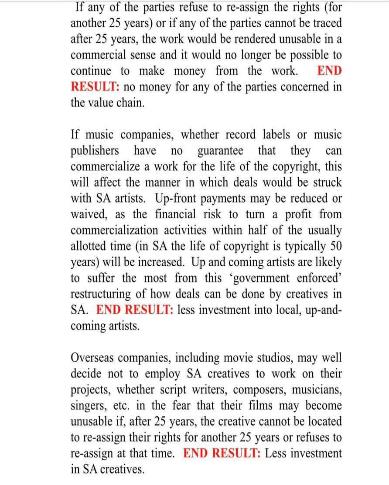 If any of the parties refuse to re-assign the rights (for
another 25 years) or if any of the parties cannot be traced
after 25 years, the work would be rendered unusable in a
commercial sense and it would no longer be possible to
continue to make money from the work. END
RESULT: no money for any of the parties concerned in
the value chain.
If music companies, whether record labels or music
publishers have no guarantee that they can
commercialize a work for the life of the copyright, this
will affect the manner in which deals would be struck
with SA artists. Up-front payments may be reduced or
waived, as the financial risk to turn a profit from
commercialization activities within half of the usually
allotted time (in SA the life of copyright is typically 50
years) will be increased. Up and coming artists are likely
to suffer the most from this ‘government enforced’
restructuring of how deals can be done by creatives in
SA. END RESULT: less investment into local, up-and-
coming artists.
Overseas companies, including movie studios, may well
decide not to employ SA creatives to work on their
projects, whether script writers, composers, musicians,
singers, etc. in the fear that their films may become
unusable if, after 25 years, the creative cannot be located
to re-assign their rights for another 25 years or refuses to
re-assign at that time. END RESULT: Less investment
in SA creatives.